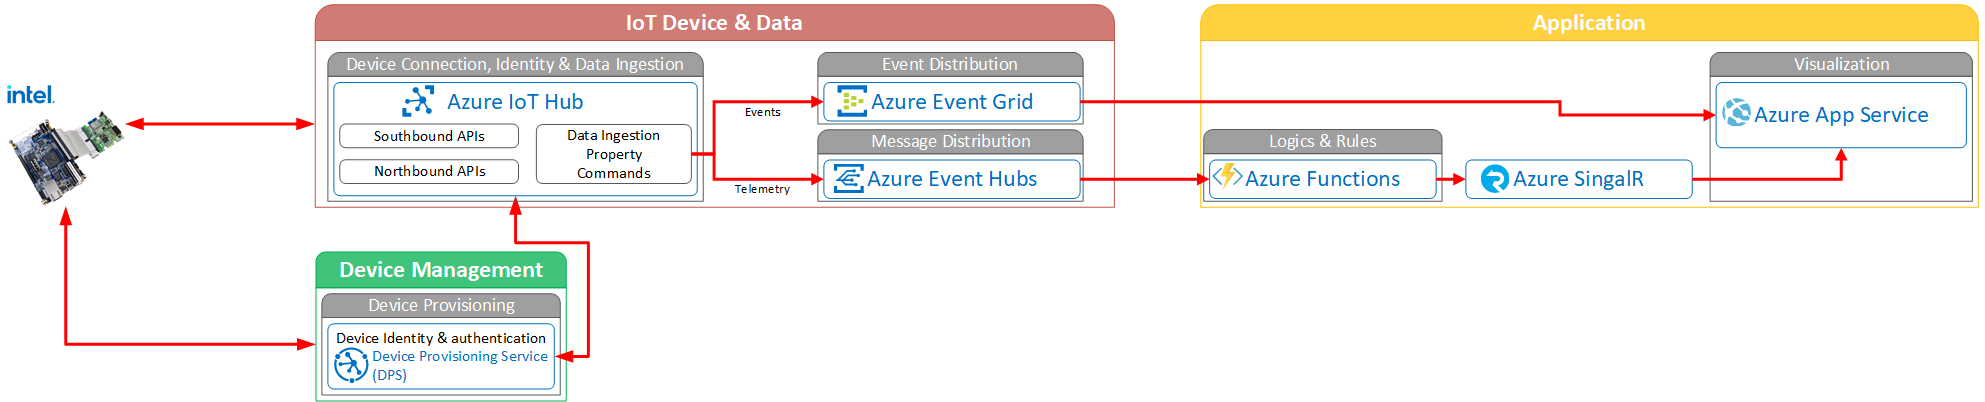 intel.
IoT Device & Data
Device Connection, Identity & Data Ingestion
Azure IoT Hub
Southbound APIs
Northbound APIs
Data Ingestion
Property
Commands
Events
Telemetry
Event Distribution
Azure Event Grid
Message Distribution
Azure Event Hubs
Application
Logics & Rules
Azure Functions
Azure SingalR
Visualization
Azure App Service
Device Management
Device Provisioning
Device Identity & authentication
Device Provisioning Service
(DPS)